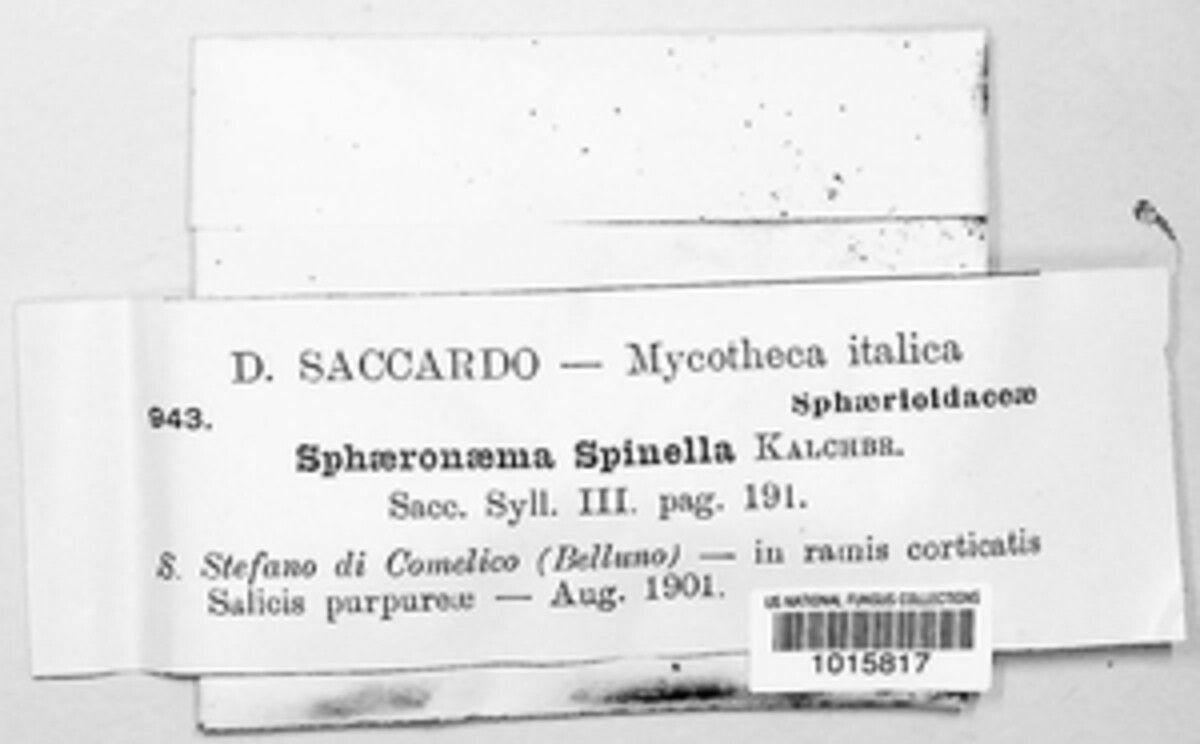 D. SACCARDO — Mycotheca italica
943.
Sphærioidaceæ
Sphæronæma Spinella KALCHBR.
Sacc. Syll. III. pag. 191.
S. Stefano di Comelico (Belluno) — in ramis corticatis
Salicis purpureæ — Aug. 1901.
US NATIONAL FUNGUS COLLECTIONS
1015817